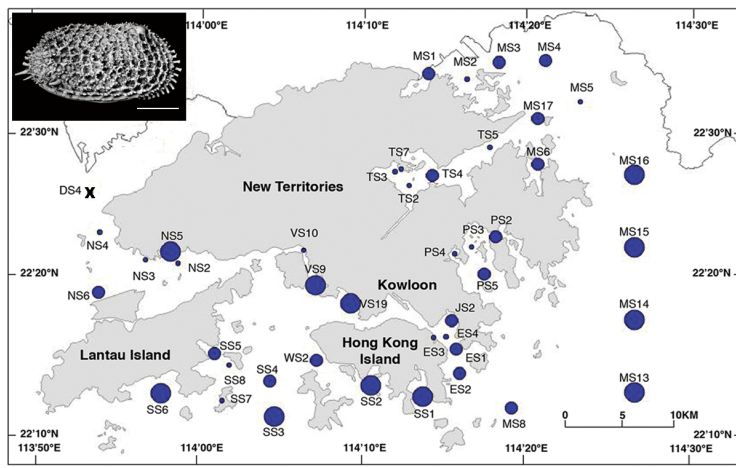 114'00"E 114'10"E 114'20"E 114'30"E
MS1 MS2 MS3 MS4
MS5
MS17
22'30"N 22'30"N
TS5
TS7 MS6 MS16
TS3 TS4
DS4 X New Territories TS2
PS2
PS3
NS4 NS5 VS10 MS15
PS4
NS3 NS2
22'20"N VS9 22'20"N
Kowloon PS5
NS6
VS19 JS2 MS14
ES4
Hong Kong
Island
Lantau Island SS5 WS2 ES3 ES1
SS8 SS4
ES2 MS13
SS6 SS7 SS2
SS1 0 5 10KM
SS3 MS8
22'10"N 22'10"N
113'50"E 114'00"E 114'10"E 114'20"E 114'30"E